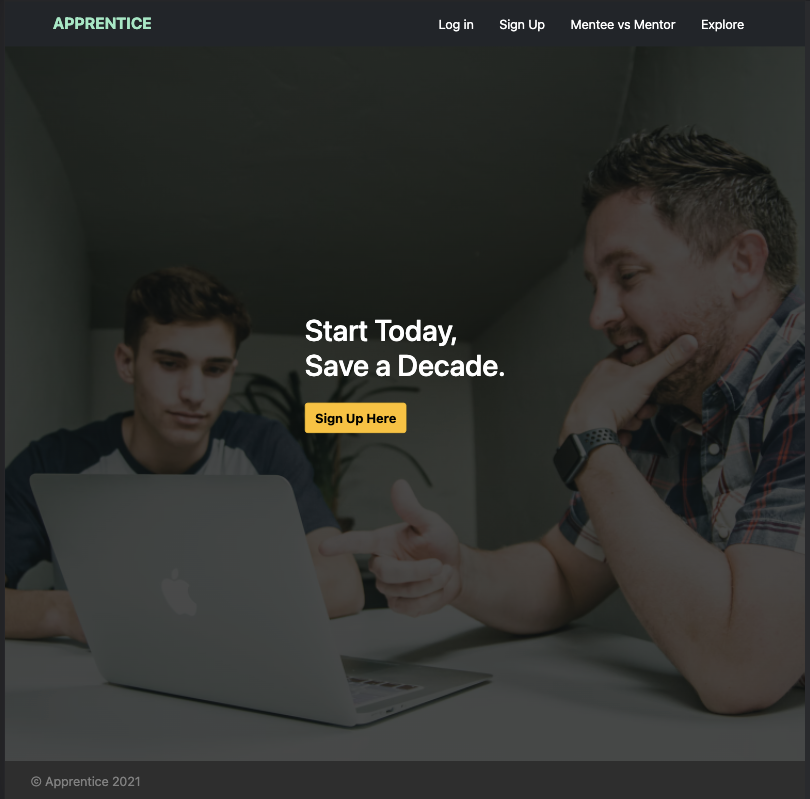 APPRENTICE
Log in Sign Up Mentee vs Mentor Explore
Start Today,
Save a Decade.
Sign Up Here
© Apprentice 2021